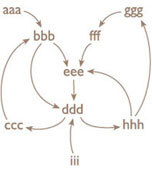 aaa ggg
bbb fff
eee
ddd
ccc hhh
iii